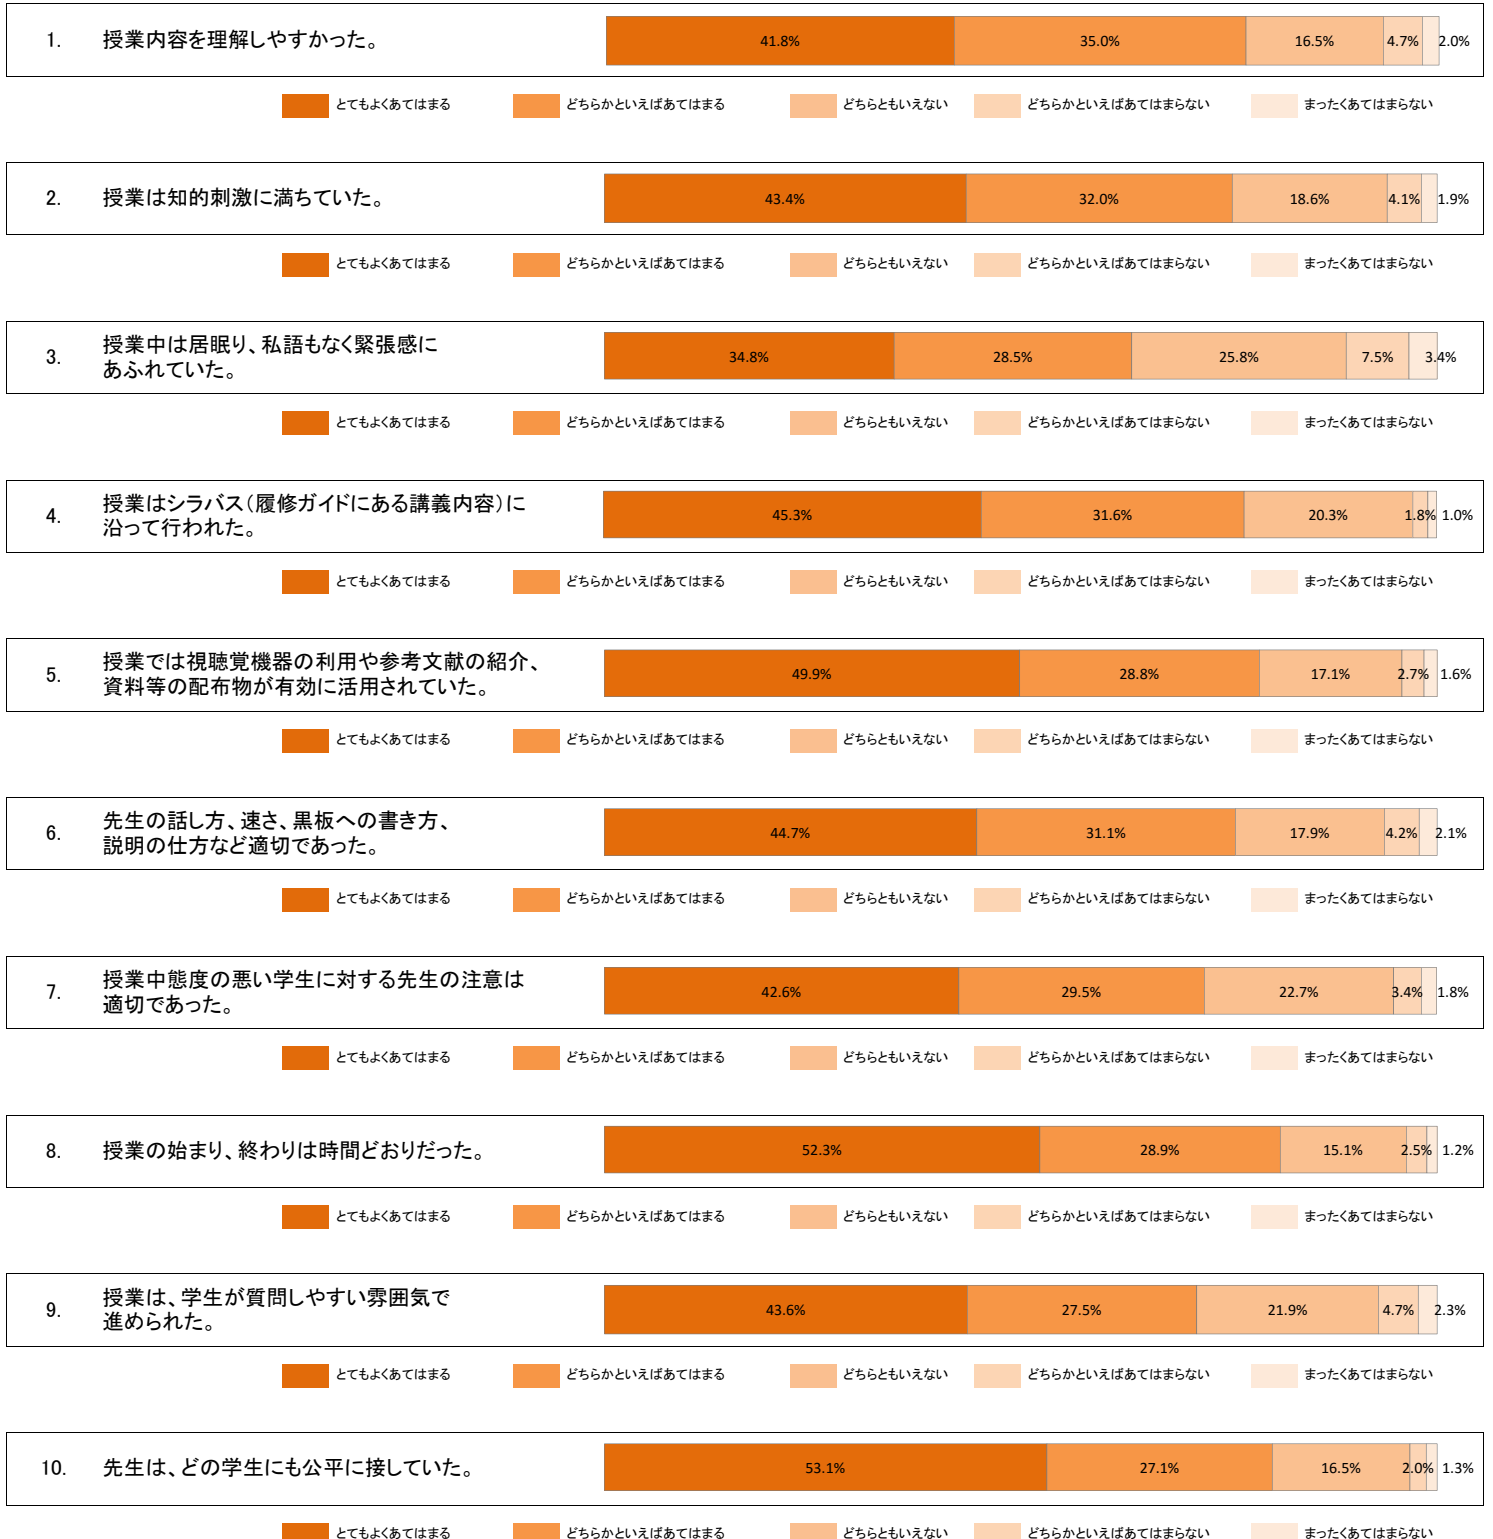 1. 授業内容を理解しやすかった。 41.8% 35.0% 16.5% 4.7% 2.0%
とてもよくあてはまる どちらかといえばあてはまる どちらともいえない どちらかといえばあてはまらない まったくあてはまらない
2. 授業は知的刺激に満ちていた。 43.4% 32.0% 18.6% 4.1% 1.9%
とてもよくあてはまる どちらかといえばあてはまる どちらともいえない どちらかといえばあてはまらない まったくあてはまらない
3. 授業中は居眠り、私語もなく緊張感に
あふれていた。 34.8% 28.5% 25.8% 7.5% 3.4%
とてもよくあてはまる どちらかといえばあてはまる どちらともいえない どちらかといえばあてはまらない まったくあてはまらない
4. 授業はシラバス(履修ガイドにある講義内容)に
沿って行われた。 45.3% 31.6% 20.3% 1.8% 1.0%
とてもよくあてはまる どちらかといえばあてはまる どちらともいえない どちらかといえばあてはまらない まったくあてはまらない
5. 授業では視聴覚機器の利用や参考文献の紹介、
資料等の配布物が有効に活用されていた。 49.9% 28.8% 17.1% 2.7% 1.6%
とてもよくあてはまる どちらかといえばあてはまる どちらともいえない どちらかといえばあてはまらない まったくあてはまらない
6. 先生の話し方、速さ、黒板への書き方、
説明の仕方など適切であった。 44.7% 31.1% 17.9% 4.2% 2.1%
とてもよくあてはまる どちらかといえばあてはまる どちらともいえない どちらかといえばあてはまらない まったくあてはまらない
7. 授業中態度の悪い学生に対する先生の注意は
適切であった。 42.6% 29.5% 22.7% 3.4% 1.8%
とてもよくあてはまる どちらかといえばあてはまる どちらともいえない どちらかといえばあてはまらない まったくあてはまらない
8. 授業の始まり、終わりは時間どおりだった。 52.3% 28.9% 15.1% 2.5% 1.2%
とてもよくあてはまる どちらかといえばあてはまる どちらともいえない どちらかといえばあてはまらない まったくあてはまらない
9. 授業は、学生が質問しやすい雰囲気で
進められた。 43.6% 27.5% 21.9% 4.7% 2.3%
とてもよくあてはまる どちらかといえばあてはまる どちらともいえない どちらかといえばあてはまらない まったくあてはまらない
10. 先生は、どの学生にも公平に接していた。 53.1% 27.1% 16.5% 2.0% 1.3%
とてもよくあてはまる どちらかといえばあてはまる どちらともいえない どちらかといえばあてはまらない まったくあてはまらない